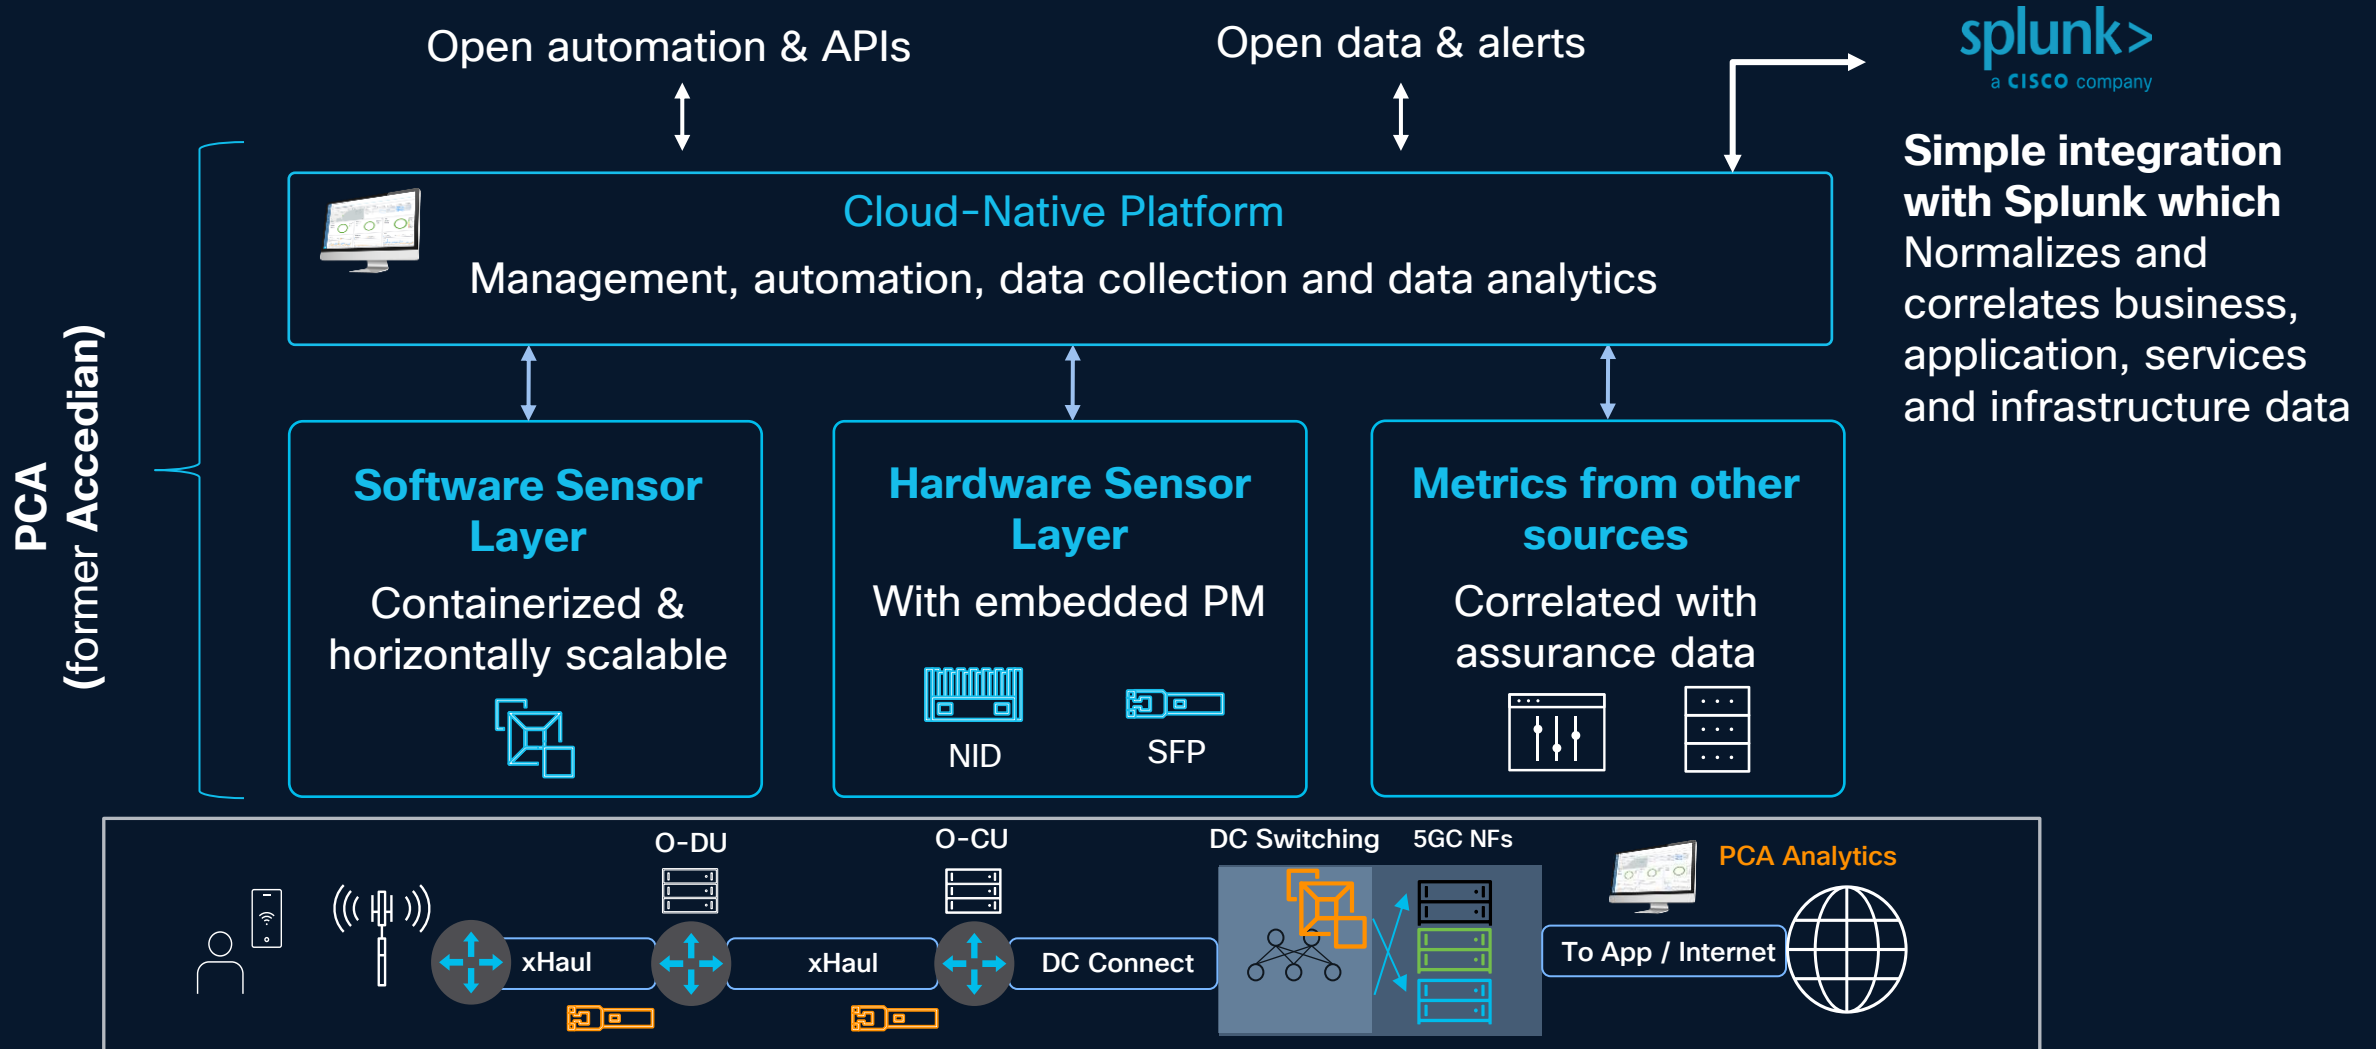 Open automation & APIs
Open data & alerts
splunk>
a CISCO company
Simple integration
with Splunk which
Normalizes and
correlates business,
application, services
and infrastructure data
PCA
(former Accedian)
Cloud-Native Platform
Management, automation, data collection and data analytics
Software Sensor
Layer
Containerized &
horizontally scalable
Hardware Sensor
Layer
With embedded PM
NID
SFP
Metrics from other
sources
Correlated with
assurance data
O-DU
O-CU
DC Switching
5GC NFs
PCA Analytics
xHaul
xHaul
DC Connect
To App / Internet